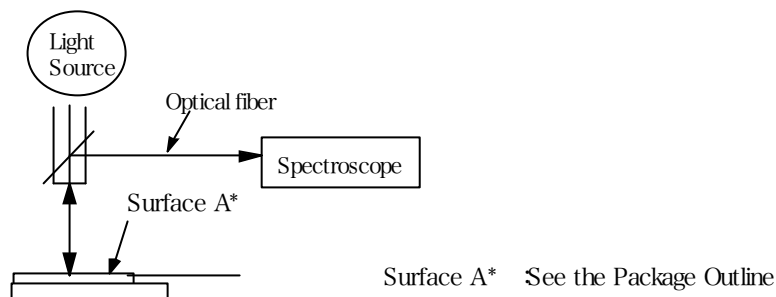 Light
Source
Optical fiber
Spectroscope
Surface A*
Surface A* :See the Package Outline